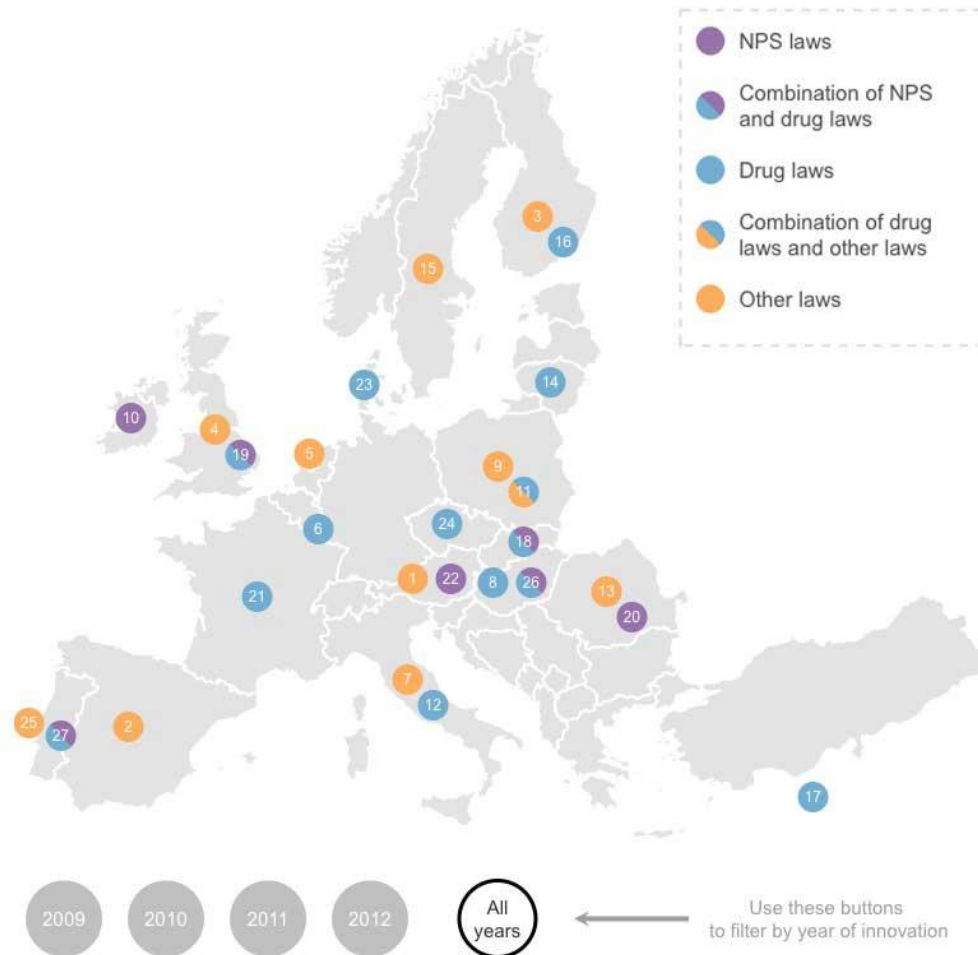 NPS laws
Combination of NPS
and drug laws
Drug laws
Combination of drug
laws and other laws
Other laws
3
16
15
23
14
10
4
19
5
9
11
6
24
18
1
22
8
26
21
13
20
7
12
25
27
2
17
2009
2010
2011
2012
All
years
Use these buttons
to filter by year of innovation